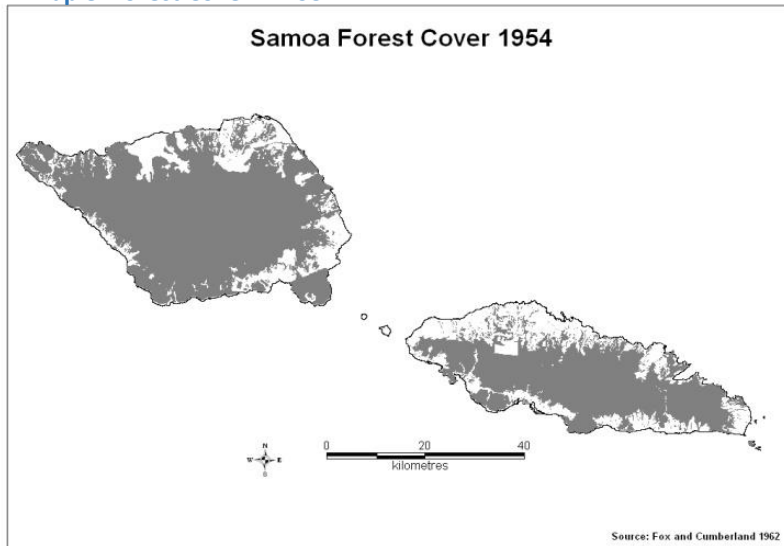 Samoa Forest Cover 1954
N
W E
0 20 40
kilometres
Source: Fox and Cumberland 1962